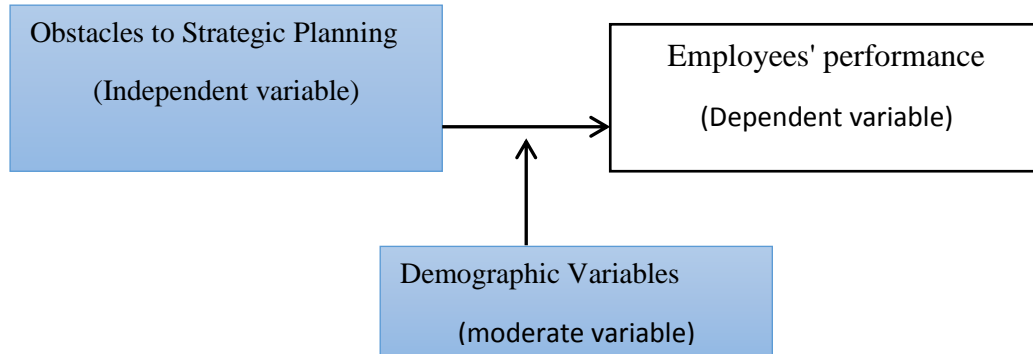 Obstacles to Strategic Planning
(Independent variable)
Employees' performance
(Dependent variable)
Demographic Variables
(moderate variable)